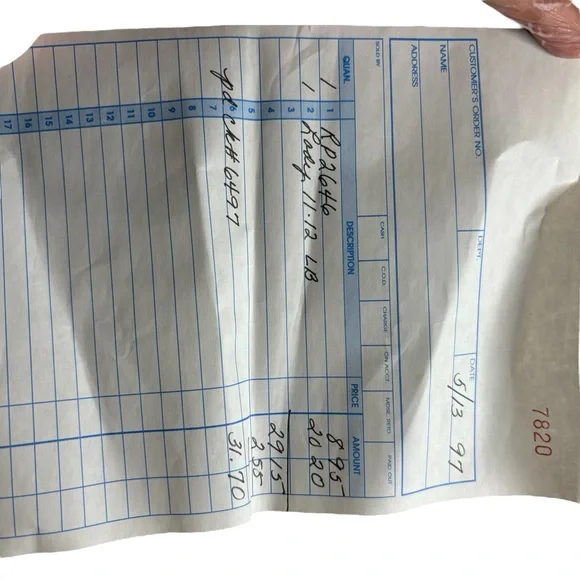 7820
CUSTOMER'S ORDER NO. DEPT. DATE 5/13 97
NAME
ADDRESS
SOLD BY CASH C.O.D. CHARGE ON ACCT. MDSE. RETD. PAID OUT
QUAN. DESCRIPTION PRICE AMOUNT
1 1 RP2646 8 95
1 2 Lady 11-12 LB 20 20
3
4 29 15
5 2 55
6 pd ck# 6497 31.70
7
8
9
10
11
12
13
14
15
16
17